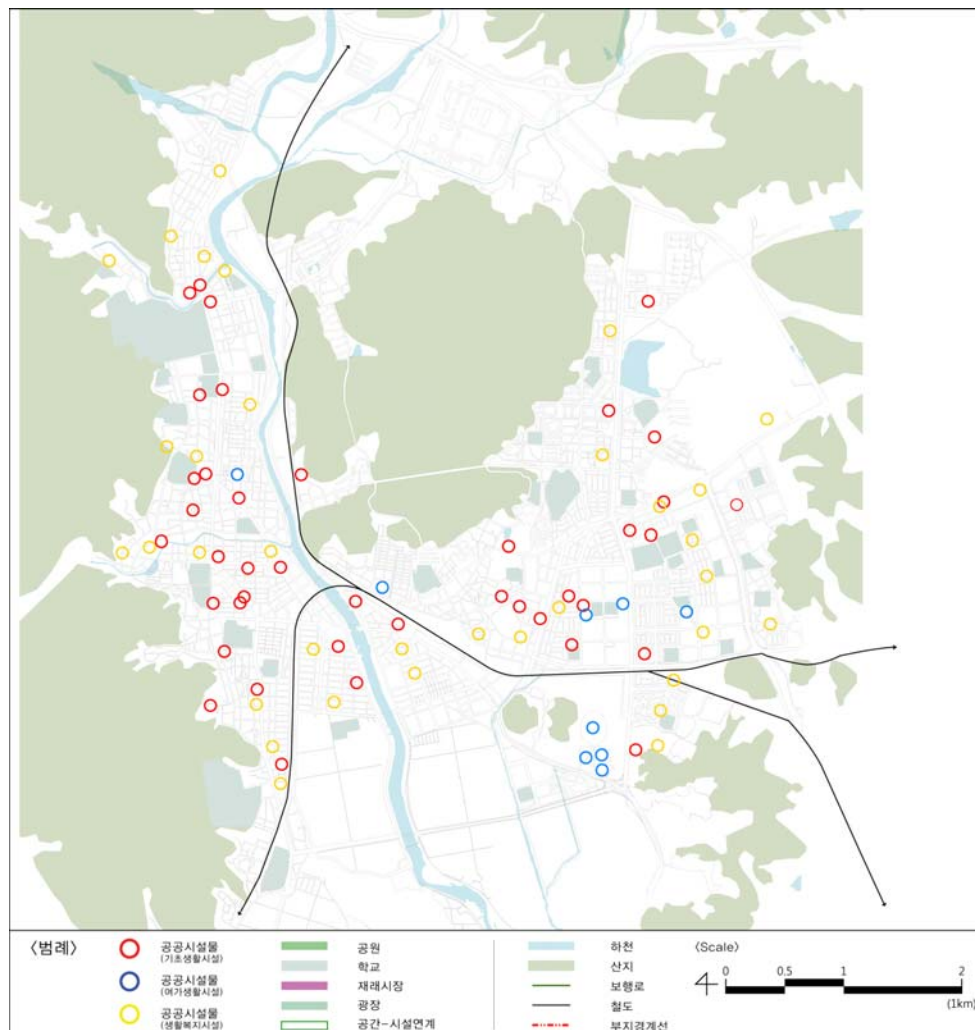 〈범례〉
공공시설물
(기초생활시설)
공공시설물
(여가생활시설)
공공시설물
(생활복지시설)
공원
학교
재래시장
광장
공간-시설연계
하천
산지
보행로
철도
부지경계선
〈Scale〉
0 0.5 1 2
(1km)